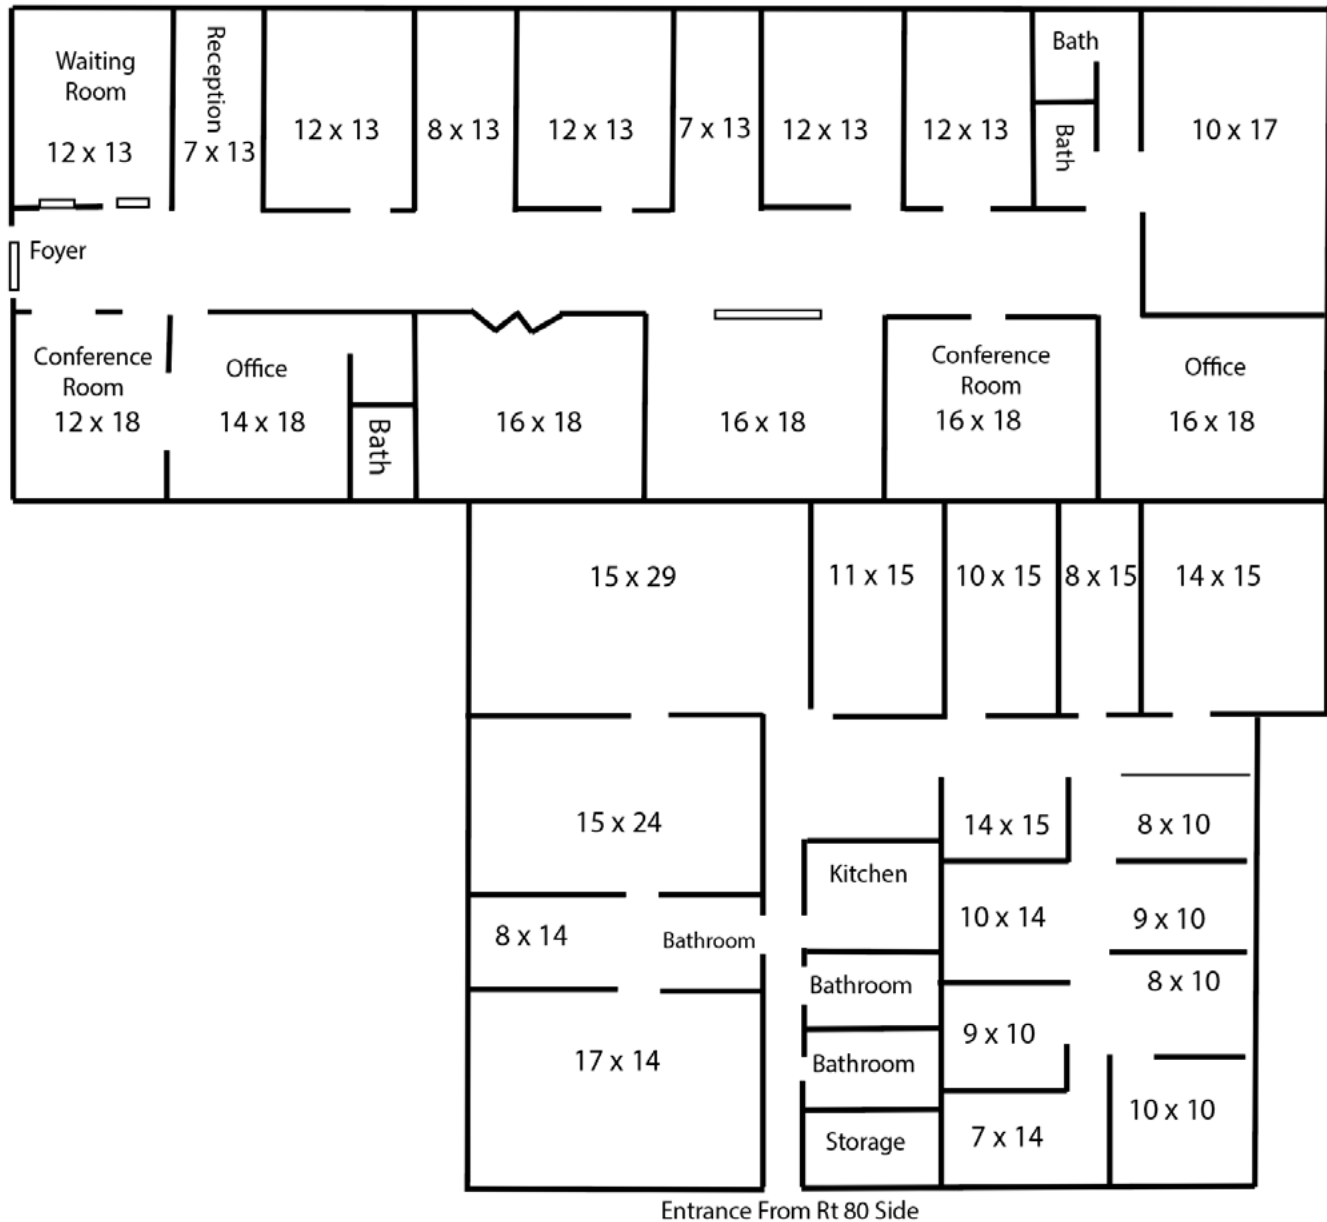 Waiting
Room
12 x 13
Reception
7 x 13
12 x 13
8 x 13
12 x 13
7 x 13
12 x 13
12 x 13
Bath
Bath
10 x 17
Foyer
Conference
Room
12 x 18
Office
14 x 18
Bath
16 x 18
16 x 18
Conference
Room
16 x 18
Office
16 x 18
15 x 29
11 x 15
10 x 15
8 x 15
14 x 15
15 x 24
14 x 15
8 x 10
Kitchen
10 x 14
9 x 10
8 x 14
Bathroom
Bathroom
8 x 10
9 x 10
17 x 14
Bathroom
10 x 10
Storage
7 x 14
Entrance From Rt 80 Side